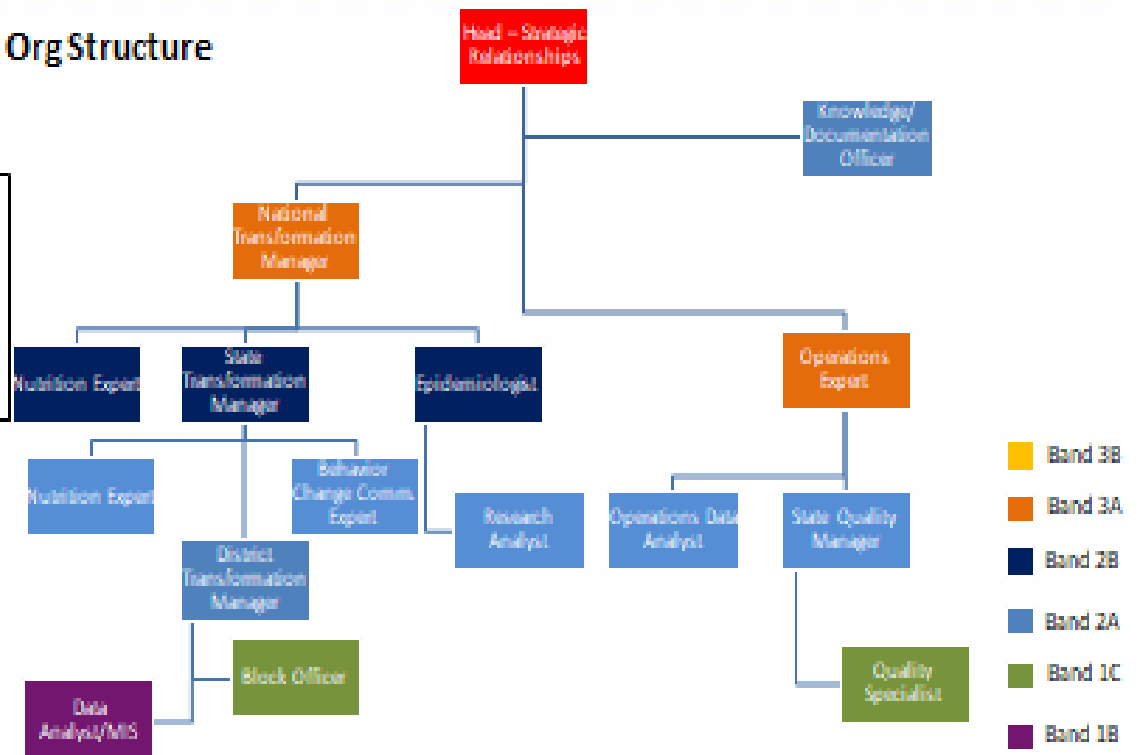 Org Structure
Head – Strategic
Relationships
Knowledge/
Documentation
Officer
National
Transformation
Manager
Nutrition Expert
State
Transformation
Manager
Epidemiologist
Operations
Expert
Nutrition Expert
Behavior
Change Comms
Expert
Research
Analyst
Operations Data
Analyst
State Quality
Manager
District
Transformation
Manager
Block Officer
Data
Analyst/MIS
Quality
Specialist
Band 3B
Band 3A
Band 2B
Band 2A
Band 1C
Band 1B